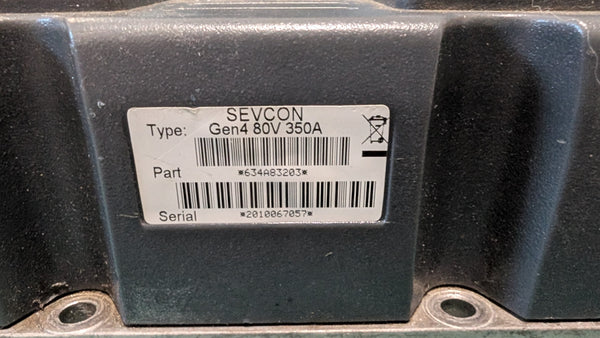 SEVCON
Type: Gen4 80V 350A
Part *634A83203*
Serial *2010067057*